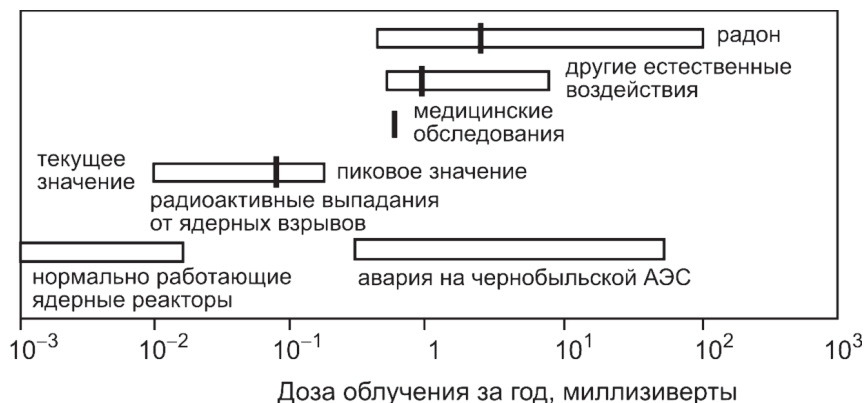 радон
другие естественные
воздействия
медицинские
обследования
текущее
значение
пиковое значение
радиоактивные выпадания
от ядерных взрывов
нормально работающие
ядерные реакторы
авария на чернобыльской АЭС
10⁻³ 10⁻² 10⁻¹ 1 10¹ 10² 10³
Доза облучения за год, миллизиверты